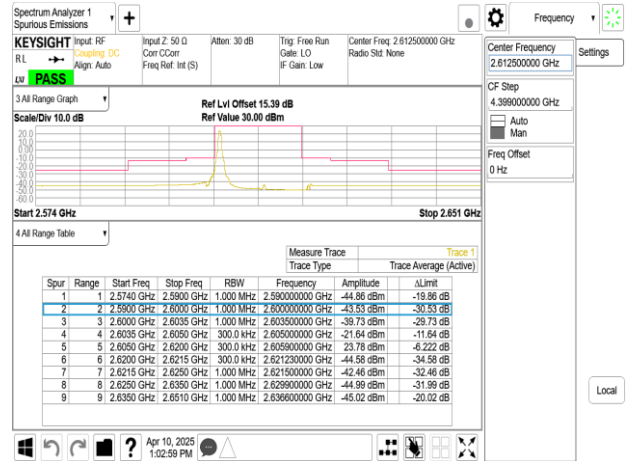 Spectrum Analyzer 1
Spurious Emissions
Frequency
KEYSIGHT
Input: RF
Input Z: 50 Ω
Atten: 30 dB
Trig: Free Run
Center Freq: 2.612500000 GHz
RL
Coupling: DC
Corr CCorr
Gate: LO
Radio Std: None
Align: Auto
Freq Ref: Int (S)
IF Gain: Low
LXI
PASS
Center Frequency
2.612500000 GHz
Settings
CF Step
4.399000000 GHz
Auto
Man
Freq Offset
0 Hz
Local
3 All Range Graph
Ref Lvl Offset 15.39 dB
Scale/Div 10.0 dB
Ref Value 30.00 dBm
20.0
10.0
0.00
-10.0
-20.0
-30.0
-40.0
-50.0
-60.0
Start 2.574 GHz
Stop 2.651 GHz
4 All Range Table
Measure Trace Trace 1
Trace Type Trace Average (Active)
Spur Range Start Freq Stop Freq RBW Frequency Amplitude ΔLimit
1 1 2.5740 GHz 2.5900 GHz 1.000 MHz 2.590000000 GHz -44.86 dBm -19.86 dB
2 2 2.5900 GHz 2.6000 GHz 1.000 MHz 2.600000000 GHz -43.53 dBm -30.53 dB
3 3 2.6000 GHz 2.6035 GHz 1.000 MHz 2.603500000 GHz -39.73 dBm -29.73 dB
4 4 2.6035 GHz 2.6050 GHz 300.0 kHz 2.605000000 GHz -21.64 dBm -11.64 dB
5 5 2.6050 GHz 2.6200 GHz 300.0 kHz 2.605900000 GHz 23.78 dBm -6.222 dB
6 6 2.6200 GHz 2.6215 GHz 300.0 kHz 2.621230000 GHz -44.58 dBm -34.58 dB
7 7 2.6215 GHz 2.6250 GHz 1.000 MHz 2.621500000 GHz -42.46 dBm -32.46 dB
8 8 2.6250 GHz 2.6350 GHz 1.000 MHz 2.629900000 GHz -44.99 dBm -31.99 dB
9 9 2.6350 GHz 2.6510 GHz 1.000 MHz 2.636600000 GHz -45.02 dBm -20.02 dB
Apr 10, 2025
1:02:59 PM